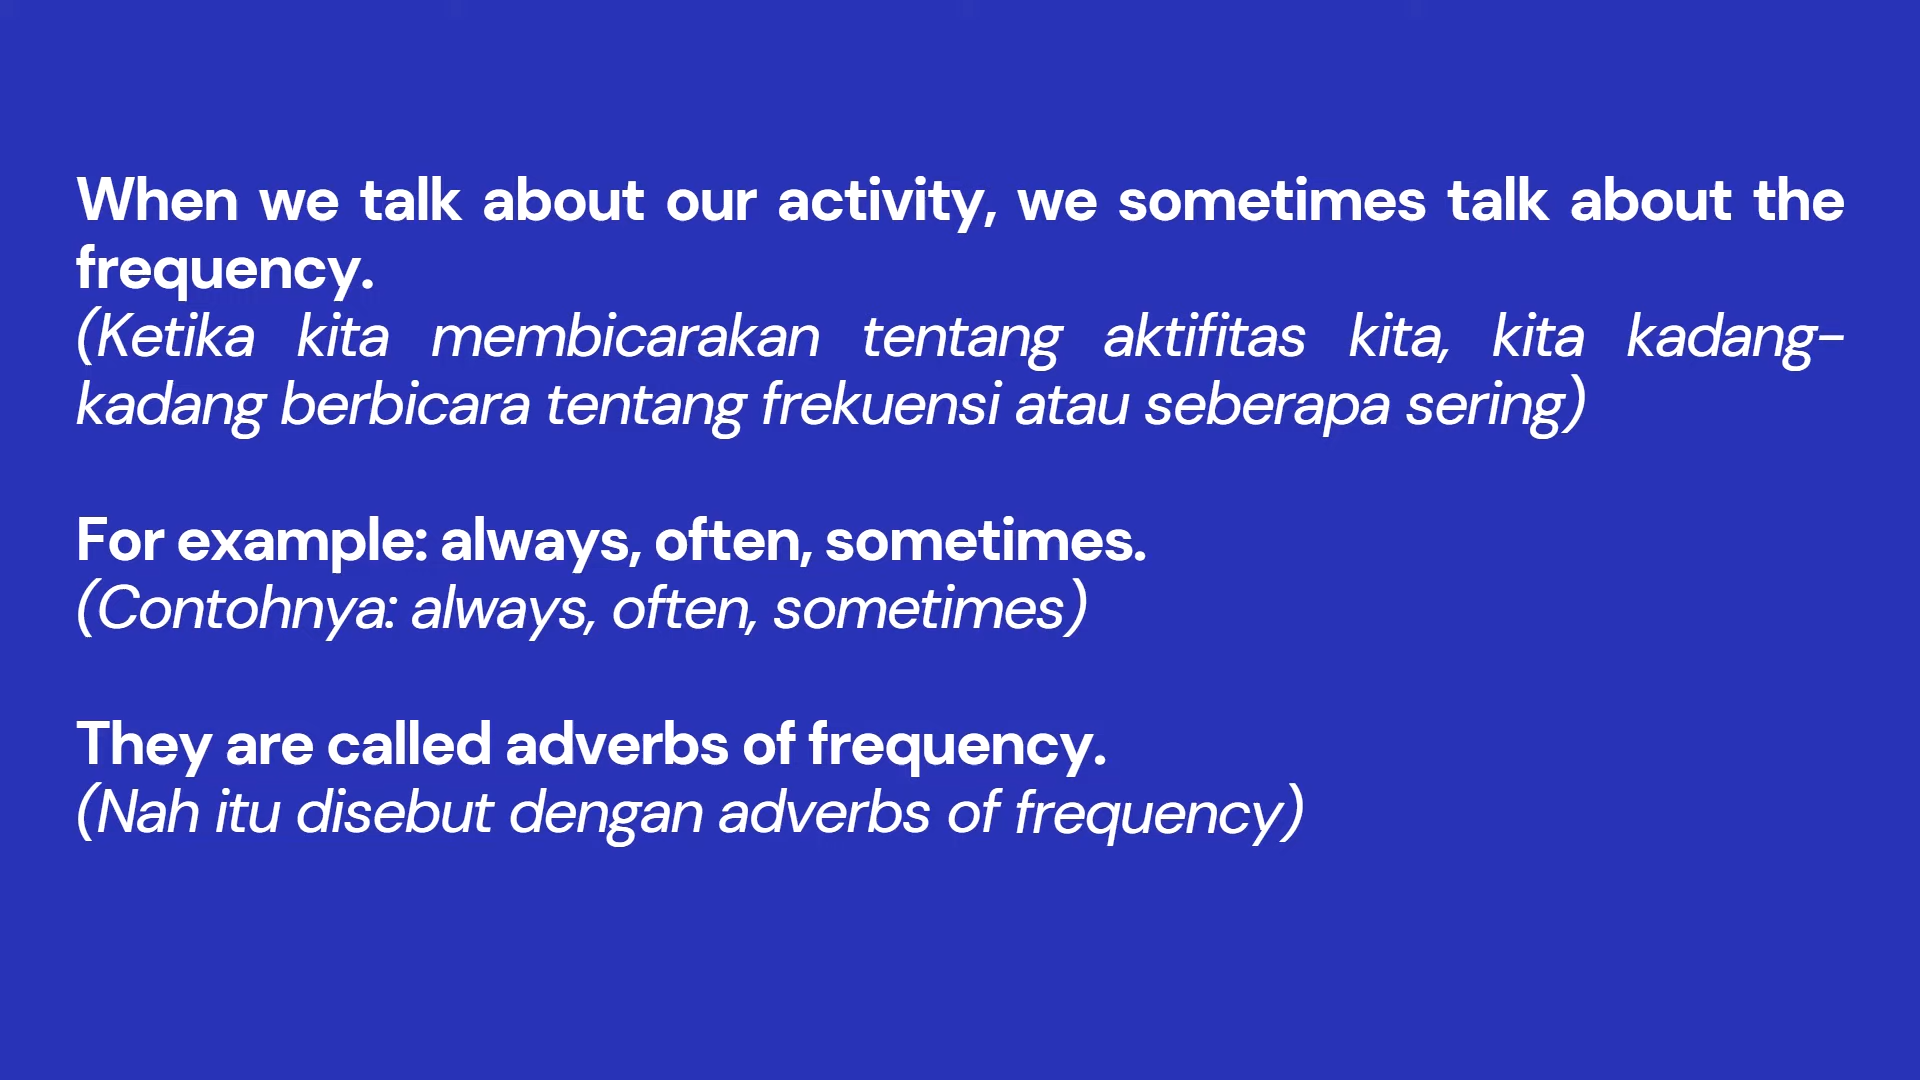 When we talk about our activity, we sometimes talk about the
frequency.
(Ketika kita membicarakan tentang aktifitas kita, kita kadang-
kadang berbicara tentang frekuensi atau seberapa sering)
For example: always, often, sometimes.
(Contohnya: always, often, sometimes)
They are called adverbs of frequency.
(Nah itu disebut dengan adverbs of frequency)